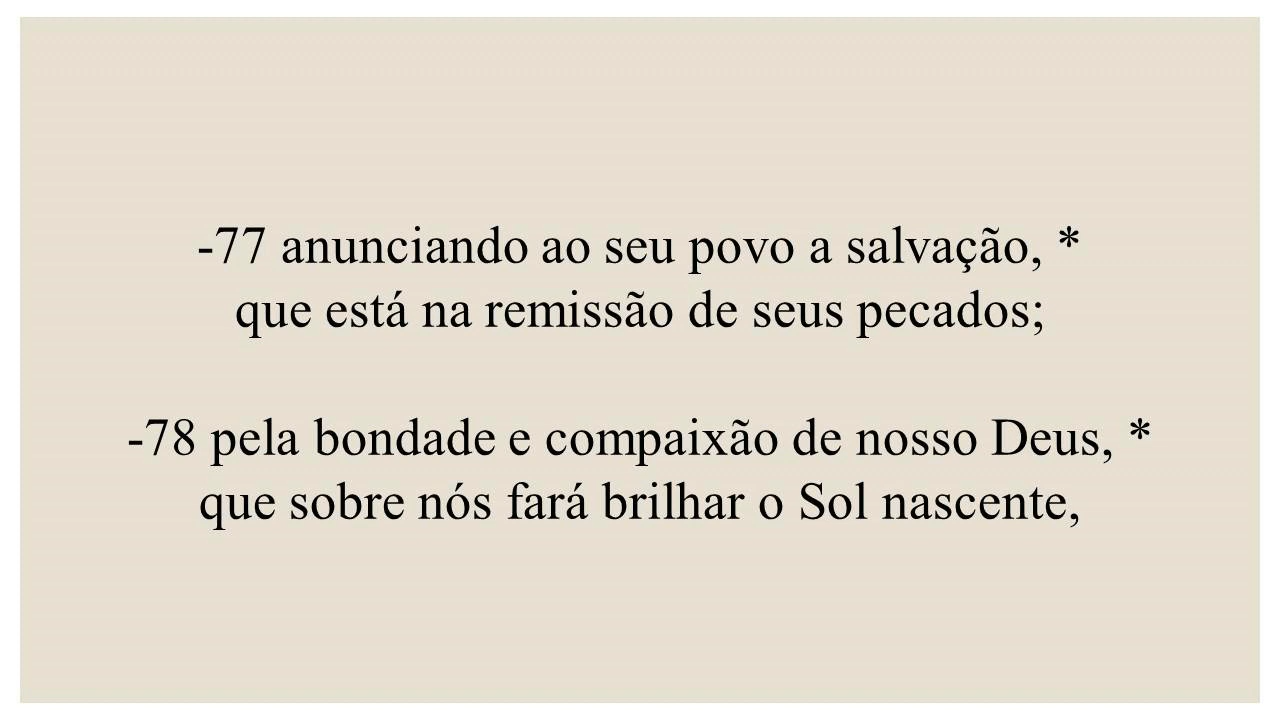 -77 anunciando ao seu povo a salvação, *
que está na remissão de seus pecados;
-78 pela bondade e compaixão de nosso Deus, *
que sobre nós fará brilhar o Sol nascente,